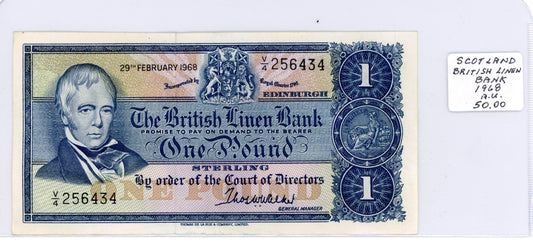 29TH FEBRUARY 1968
V/4 256434
Incorporated by Royal Charter 1746
EDINBURGH
1
The British Linen Bank
PROMISE TO PAY ON DEMAND TO THE BEARER
One Pound
STERLING
By order of the Court of Directors
ONE POUND
V/4 256434
1
GENERAL MANAGER
THOMAS DE LA RUE & COMPANY, LIMITED.
SCOTLAND
BRITISH LINEN
BANK
1968
A.U.
50.00